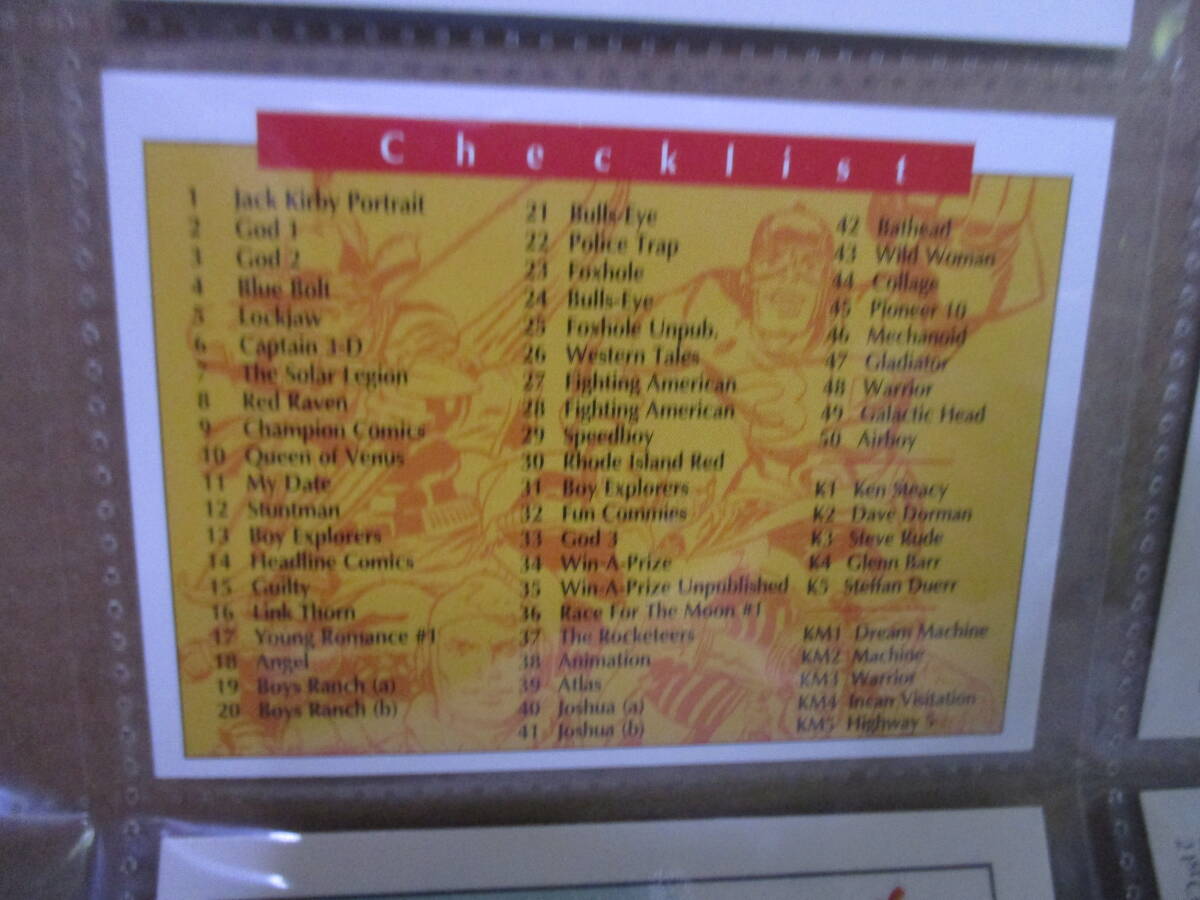 Checklist
1 Jack Kirby Portrait
2 God 1
3 God 2
4 Blue Bolt
5 Lockjaw
6 Captain 3-D
7 The Solar Legion
8 Red Raven
9 Champion Comics
10 Queen of Venus
11 My Date
12 Stuntman
13 Boy Explorers
14 Headline Comics
15 Guilty
16 Link Thorn
17 Young Romance #1
18 Angel
19 Boys Ranch (a)
20 Boys Ranch (b)
21 Bulls-Eye
22 Police Trap
23 Foxhole
24 Bulls-Eye
25 Foxhole Unpub.
26 Western Tales
27 Fighting American
28 Fighting American
29 Speedboy
30 Rhode Island Red
31 Boy Explorers
32 Fun Commies
33 God 3
34 Win-A-Prize
35 Win-A-Prize Unpublished
36 Race For The Moon #1
37 The Rocketeers
38 Animation
39 Atlas
40 Joshua (a)
41 Joshua (b)
42 Bathead
43 Wild Woman
44 Collage
45 Pioneer 10
46 Mechanoid
47 Gladiator
48 Warrior
49 Galactic Head
50 Airboy
K1 Ken Steacy
K2 Dave Dorman
K3 Steve Rude
K4 Glenn Barr
K5 Steffan Duerr
KM1 Dream Machine
KM2 Machine
KM3 Warrior
KM4 Incan Visitation
KM5 Highway 5